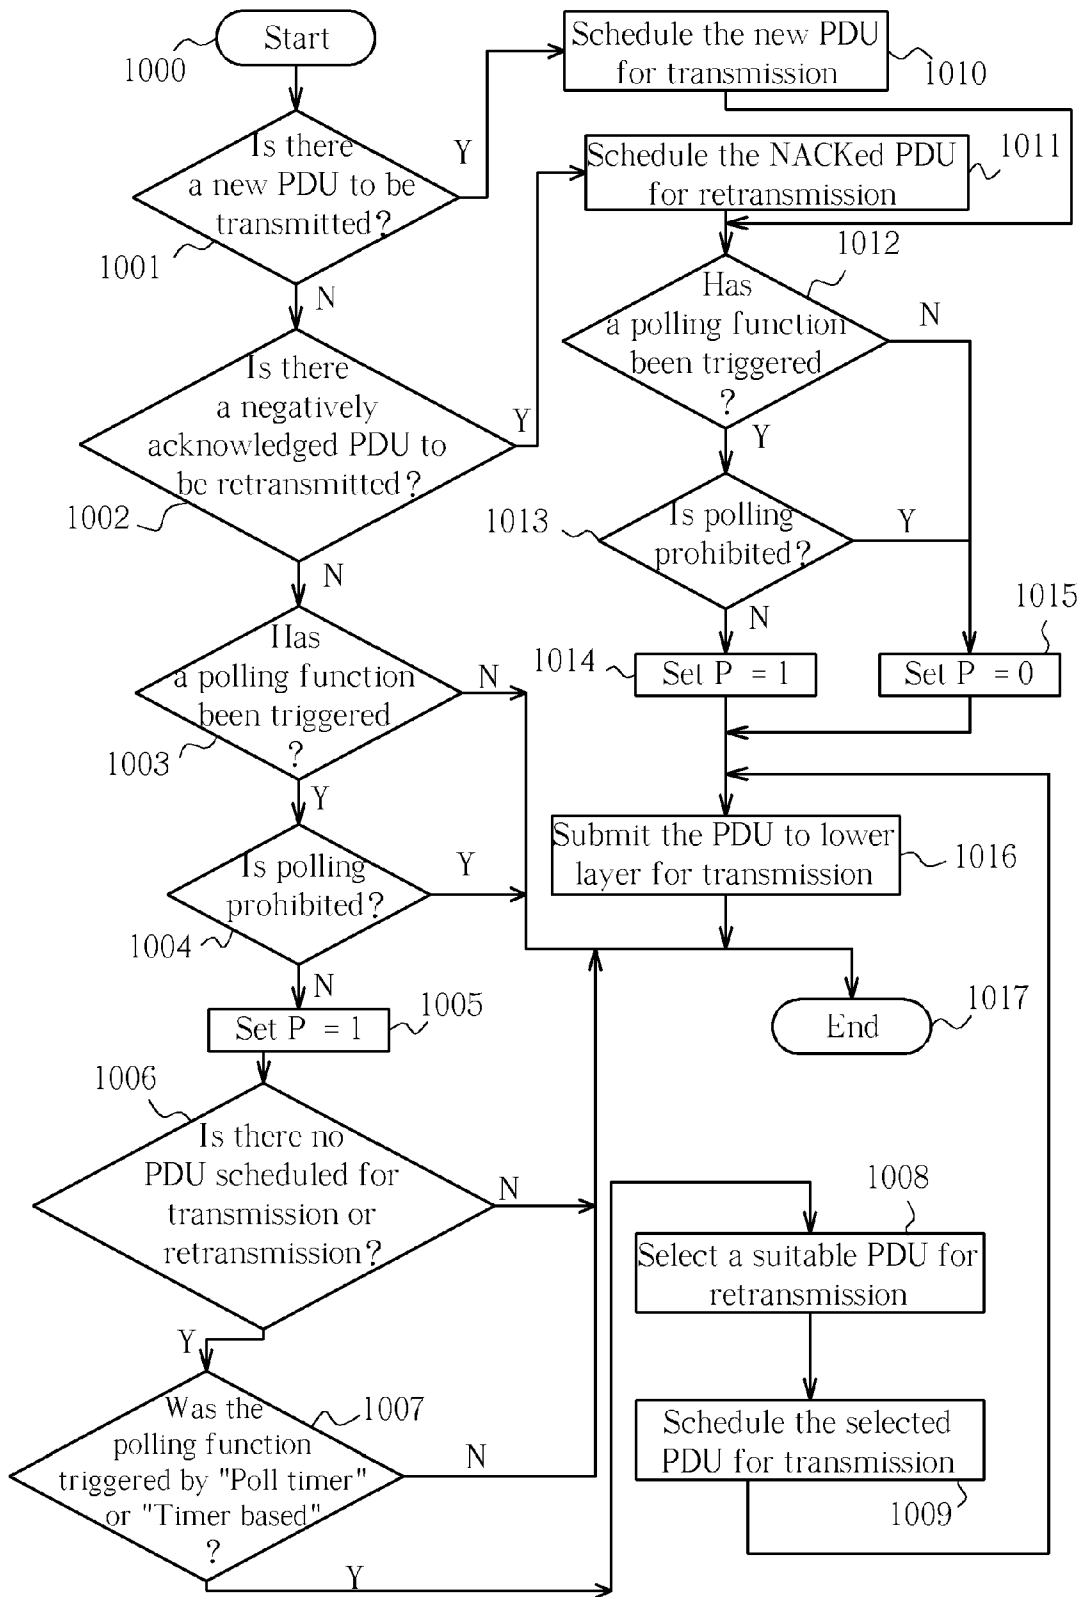 Start
1000
Is there
a new PDU to be
transmitted?
1001
Y
N
Is there
a negatively
acknowledged PDU to
be retransmitted?
1002
Y
N
Has
a polling function
been triggered
?
1003
N
Y
Is polling
prohibited?
1004
Y
N
Set P = 1
1005
1006
Is there no
PDU scheduled for
transmission or
retransmission?
N
Y
Was the
polling function
triggered by "Poll timer"
or "Timer based"
?
1007
N
Y
1008
Select a suitable PDU for
retransmission
Schedule the selected
PDU for transmission
1009
Schedule the new PDU
for transmission
1010
Schedule the NACKed PDU
for retransmission
1011
1012
Has
a polling function
been triggered
?
N
Y
1013
Is polling
prohibited?
Y
N
1014
Set P = 1
1015
Set P = 0
Submit the PDU to lower
layer for transmission
1016
End
1017